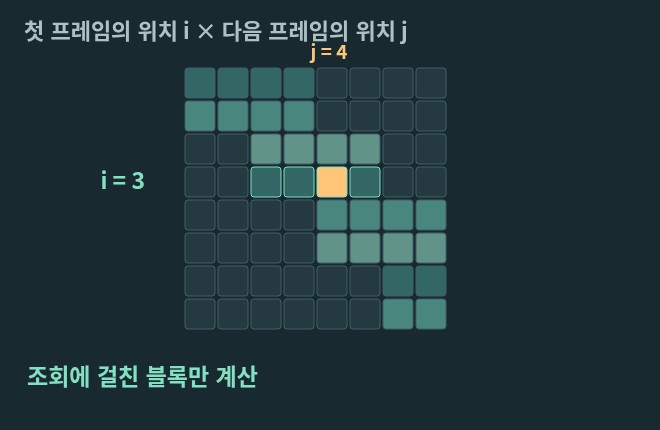 첫 프레임의 위치 i × 다음 프레임의 위치 j
j = 4
i = 3
조회에 걸친 블록만 계산